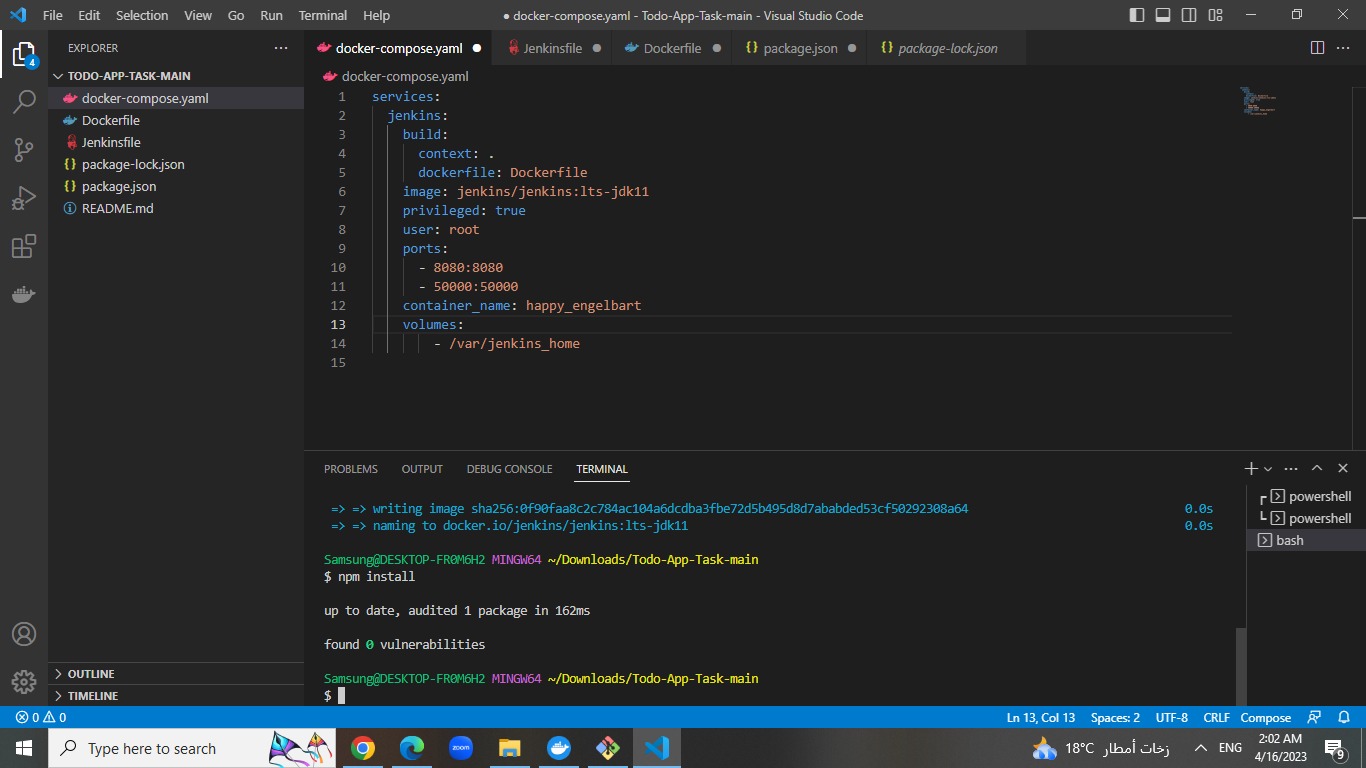 File Edit Selection View Go Run Terminal Help
● docker-compose.yaml - Todo-App-Task-main - Visual Studio Code
4
EXPLORER
TODO-APP-TASK-MAIN
docker-compose.yaml
Dockerfile
Jenkinsfile
package-lock.json
package.json
README.md
OUTLINE
TIMELINE
docker-compose.yaml Jenkinsfile Dockerfile {} package.json {} package-lock.json
docker-compose.yaml
1 services:
2 jenkins:
3 build:
4 context: .
5 dockerfile: Dockerfile
6 image: jenkins/jenkins:lts-jdk11
7 privileged: true
8 user: root
9 ports:
10 - 8080:8080
11 - 50000:50000
12 container_name: happy_engelbart
13 volumes:
14 - /var/jenkins_home
15
PROBLEMS OUTPUT DEBUG CONSOLE TERMINAL
=> => writing image sha256:0f90faa8c2c784ac104a6dcdba3fbe72d5b495d8d7ababded53cf50292308a64 0.0s
=> => naming to docker.io/jenkins/jenkins:lts-jdk11 0.0s
Samsung@DESKTOP-FR0M6H2 MINGW64 ~/Downloads/Todo-App-Task-main
$ npm install
up to date, audited 1 package in 162ms
found 0 vulnerabilities
Samsung@DESKTOP-FR0M6H2 MINGW64 ~/Downloads/Todo-App-Task-main
$
powershell
powershell
bash
0 0
Ln 13, Col 13 Spaces: 2 UTF-8 CRLF Compose
Type here to search
zoom
18°C زخات أمطار
ENG
2:02 AM
4/16/2023
9